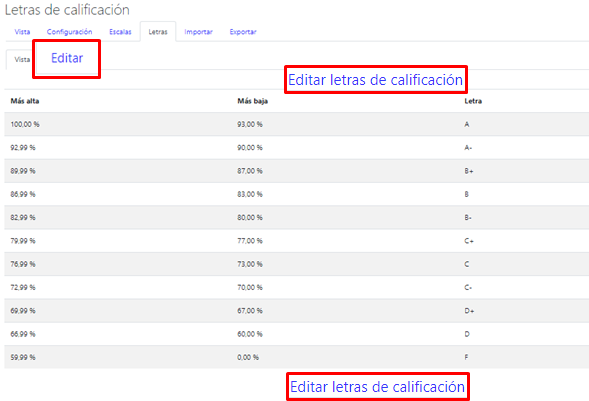 Letras de calificación
Vista Configuración Escalas Letras Importar Exportar
Vista Editar
Editar letras de calificación
Más alta Más baja Letra
100,00 % 93,00 % A
92,99 % 90,00 % A-
89,99 % 87,00 % B+
86,99 % 83,00 % B
82,99 % 80,00 % B-
79,99 % 77,00 % C+
76,99 % 73,00 % C
72,99 % 70,00 % C-
69,99 % 67,00 % D+
66,99 % 60,00 % D
59,99 % 0,00 % F
Editar letras de calificación